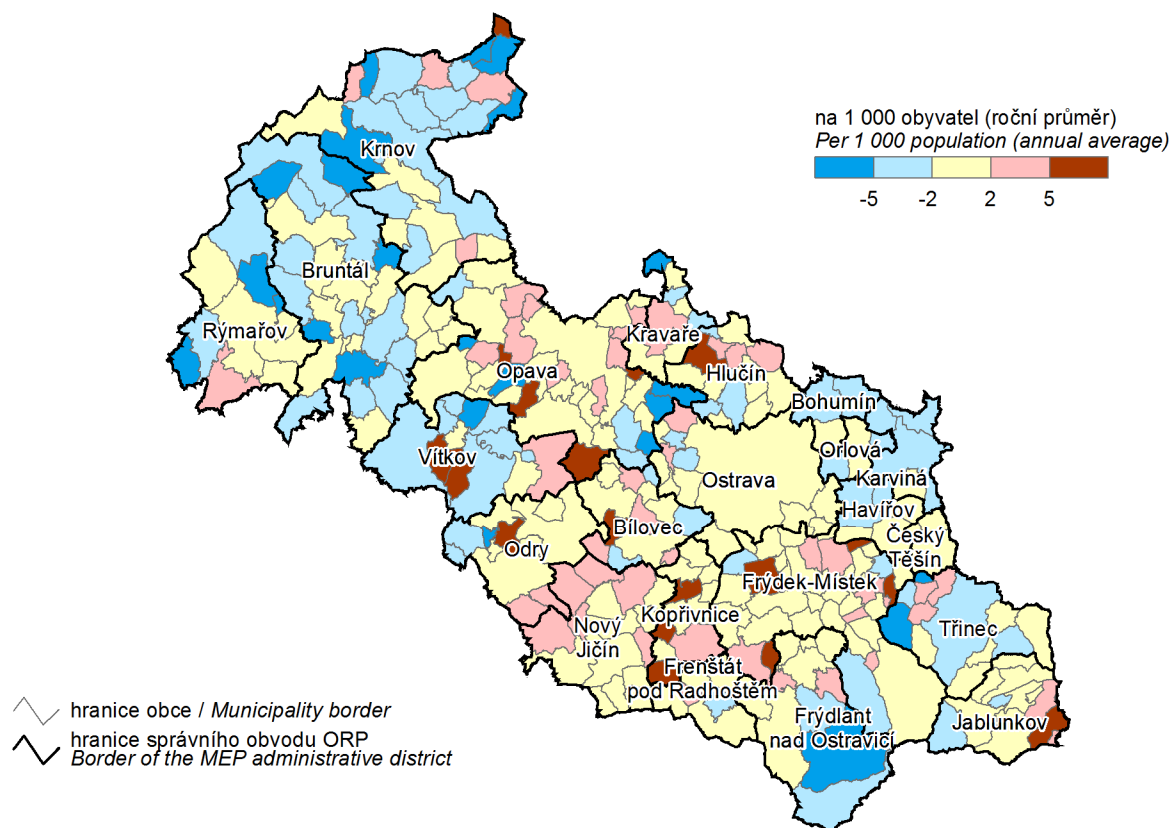 na 1 000 obyvatel (roční průměr)
Per 1 000 population (annual average)
-5 -2 2 5
Krnov
Bruntál
Rýmařov
Kravaře
Opava
Hlučín
Bohumín
Orlová
Vítkov
Ostrava
Karviná
Havířov
Bílovec
Odry
Český
Těšín
Frýdek-Místek
Kopřivnice
Nový
Jičín
Třinec
Frenštát
pod Radhoštěm
Frýdlant
nad Ostravicí
Jablunkov
hranice obce / Municipality border
hranice správního obvodu ORP
Border of the MEP administrative district